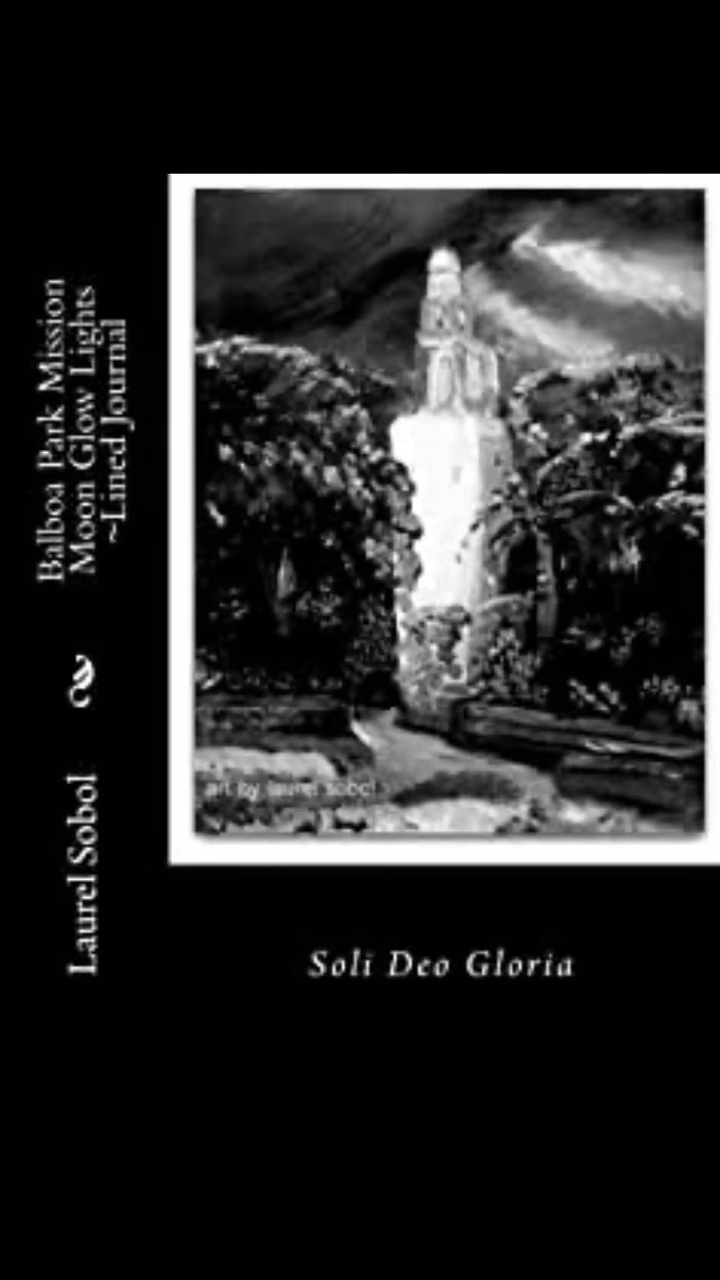 Balboa Park Mission
Moon Glow Lights
~Lined Journal
Laurel Sobol
art by laurel sobol
Soli Deo Gloria